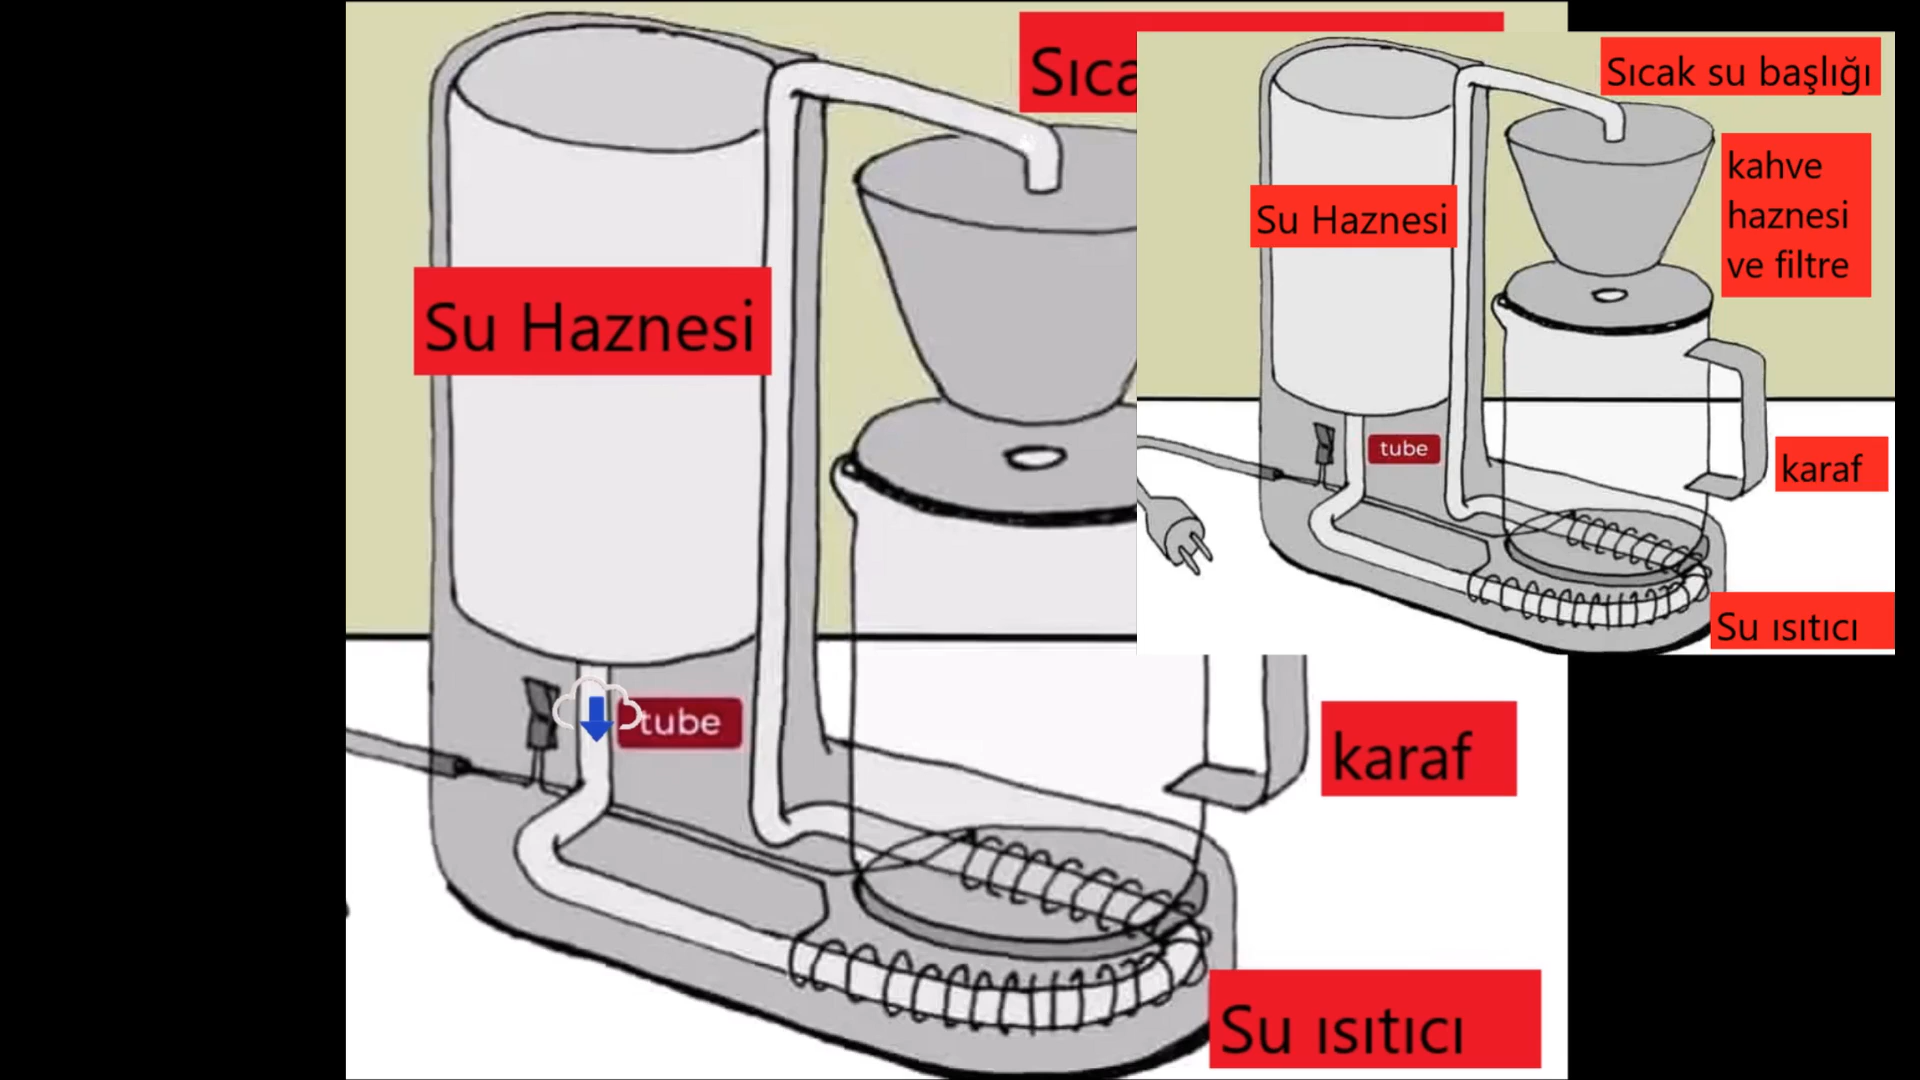 Sıca
Su Haznesi
tube
karaf
Su ısıtıcı
Sıcak su başlığı
kahve
haznesi
ve filtre
Su Haznesi
tube
karaf
Su ısıtıcı